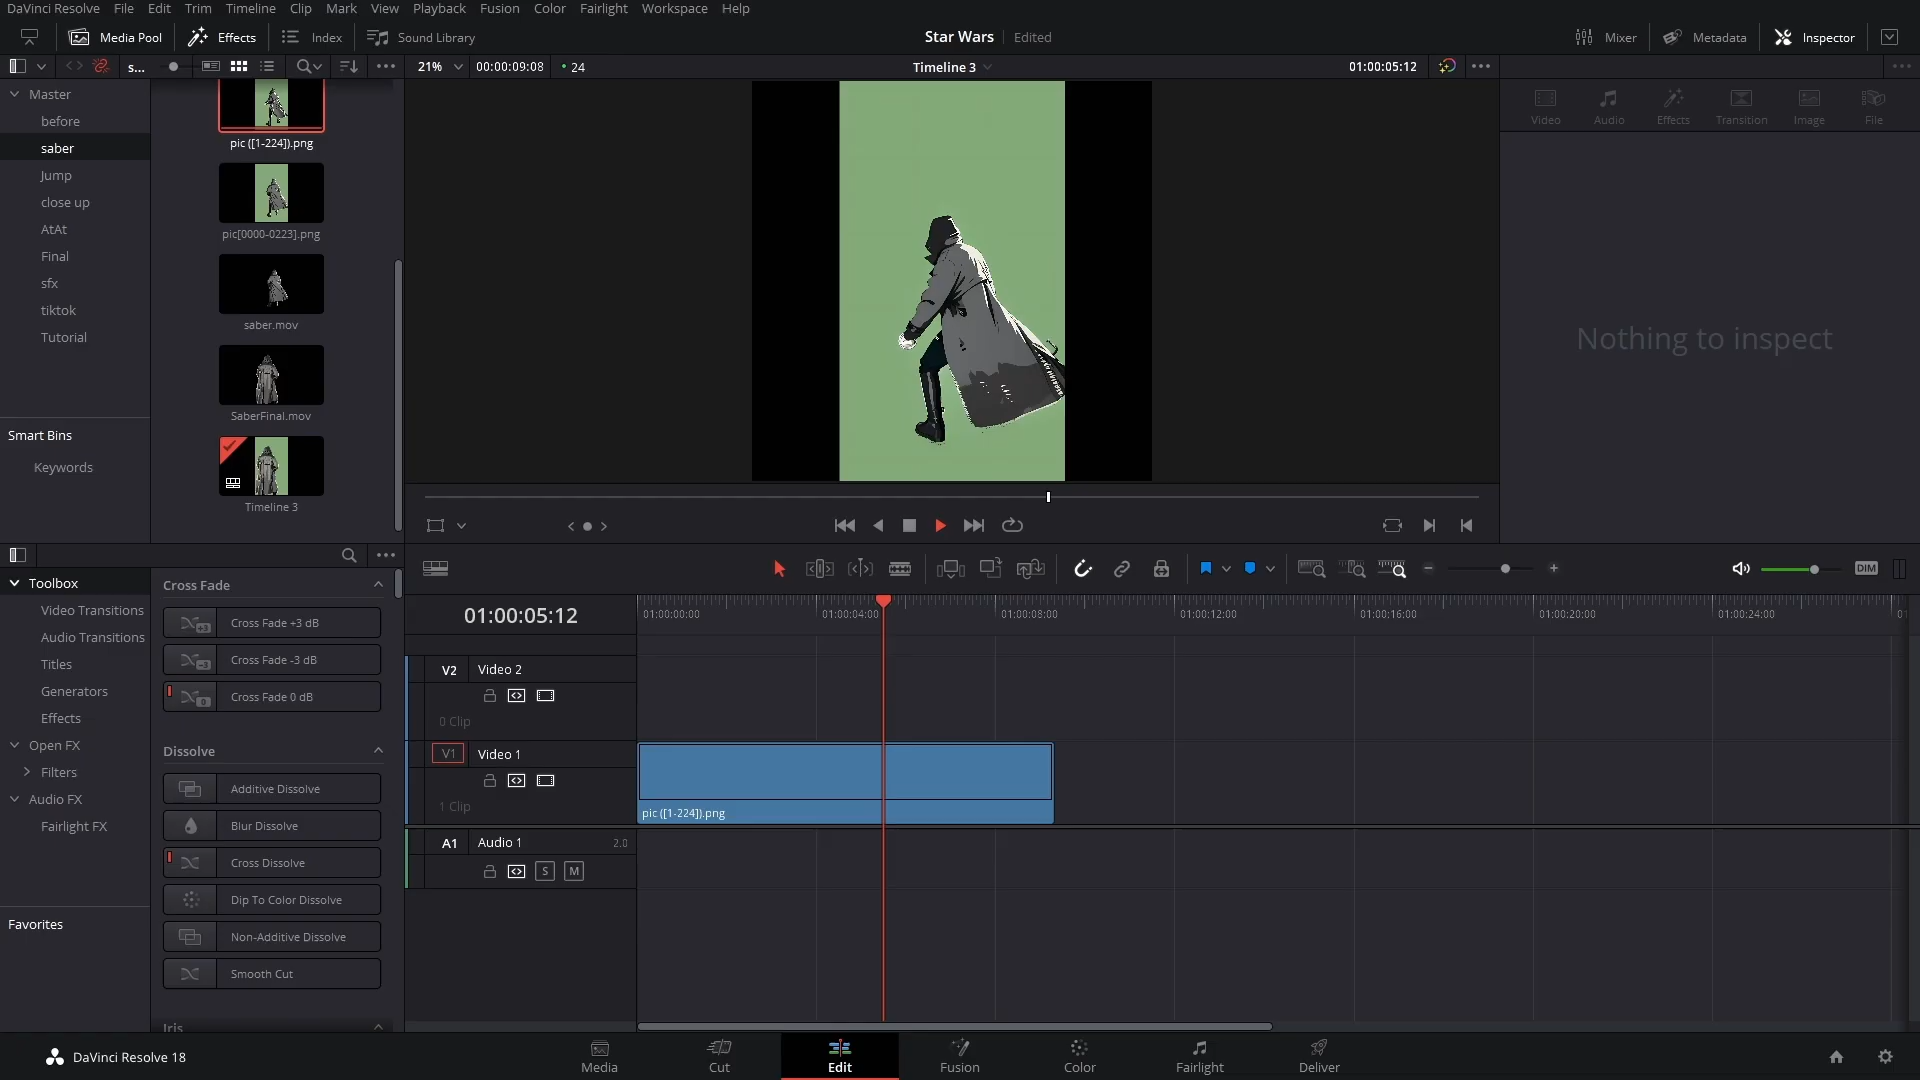 DaVinci Resolve File Edit Trim Timeline Clip Mark View Playback Fusion Color Fairlight Workspace Help
Media Pool Effects Index Sound Library Star Wars Edited Mixer Metadata Inspector
s... 21% 00:00:09:08 24 Timeline 3 01:00:05:12
Master
before
saber
Jump
close up
AtAt
Final
sfx
tiktok
Tutorial
Smart Bins
Keywords
pic ([1-224]).png
pic[0000-0223].png
saber.mov
SaberFinal.mov
Timeline 3
Video Audio Effects Transition Image File
Nothing to inspect
Toolbox
Video Transitions
Audio Transitions
Titles
Generators
Effects
Open FX
Filters
Audio FX
Fairlight FX
Favorites
Cross Fade
+3 Cross Fade +3 dB
-3 Cross Fade -3 dB
0 Cross Fade 0 dB
Dissolve
Additive Dissolve
Blur Dissolve
Cross Dissolve
Dip To Color Dissolve
Non-Additive Dissolve
Smooth Cut
Iris
DIM
01:00:05:12
01:00:00:00 01:00:04:00 01:00:08:00 01:00:12:00 01:00:16:00 01:00:20:00 01:00:24:00
V2 Video 2
0 Clip
V1 Video 1
1 Clip
pic ([1-224]).png
A1 Audio 1 2.0
S M
DaVinci Resolve 18
Media Cut Edit Fusion Color Fairlight Deliver